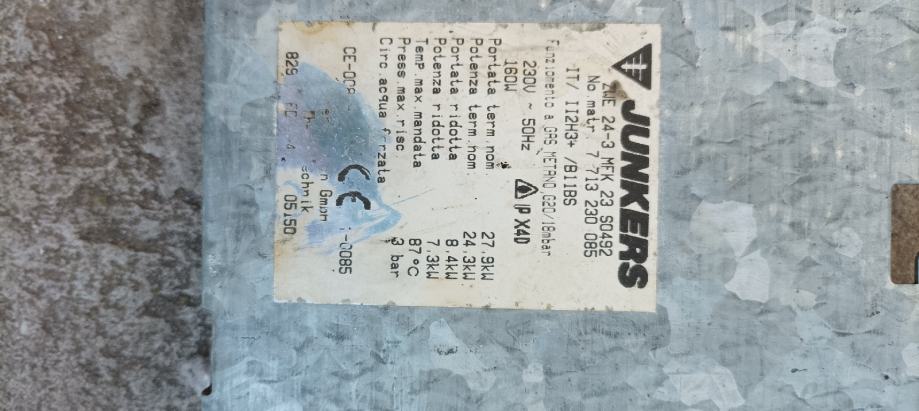 JUNKERS
ZWE 24-3 MFK 23 S0492
No matr. 7 713 230 085
IT/ II2H3+ /B11BS
Funzionamento a GAS METANO G20/18mbar
230V ~ 50Hz IP X4D
160W
Portata term.nom. 27,9kW
Potenza term.nom. 24,3kW
Portata ridotta 8,4kW
Potenza ridotta 7,3kW
Temp.max.mandata 87°C
Press.max.risc. 3 bar
Circ.acqua forzata
CE -0085
GmbH
829 FD 05150